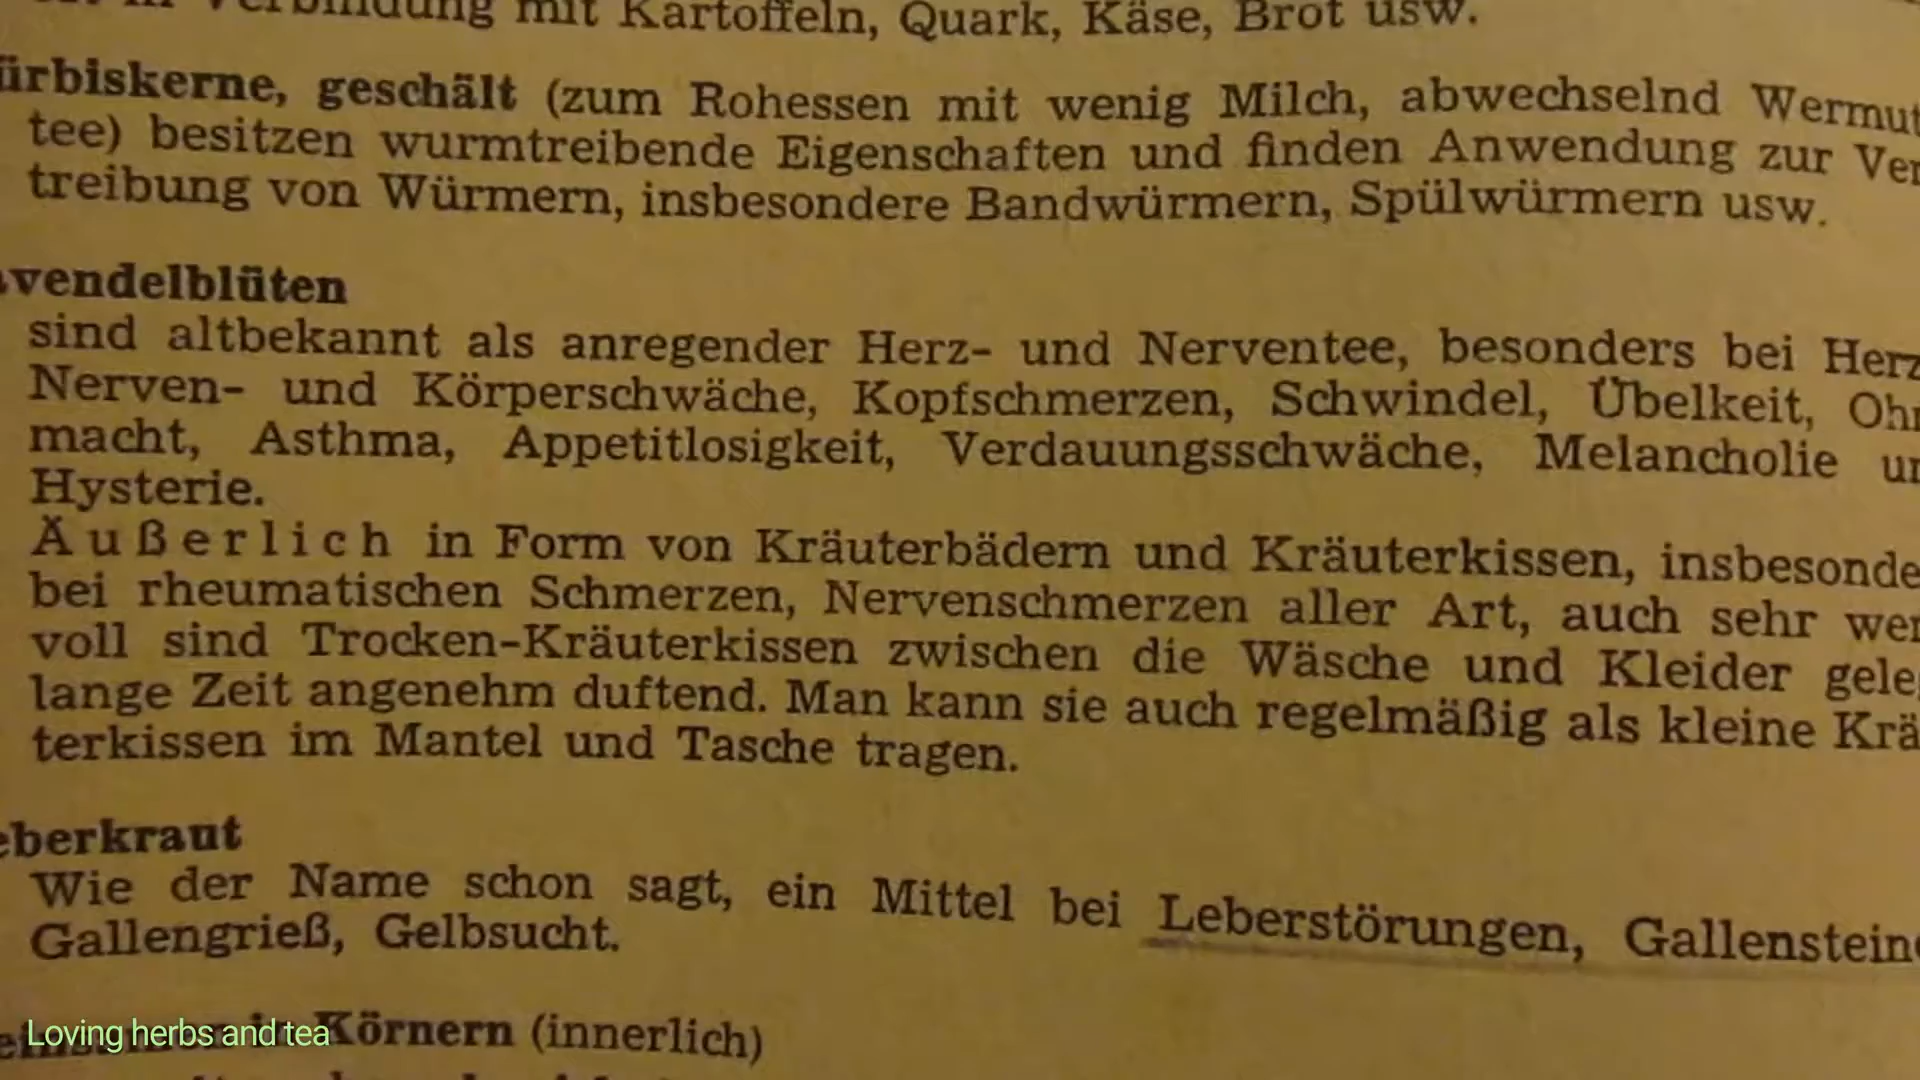 in Verbindung mit Kartoffeln, Quark, Käse, Brot usw.
ürbiskerne, geschält (zum Rohessen mit wenig Milch, abwechselnd Wermut
tee) besitzen wurmtreibende Eigenschaften und finden Anwendung zur Ver
treibung von Würmern, insbesondere Bandwürmern, Spülwürmern usw.
vendelblüten
sind altbekannt als anregender Herz- und Nerventee, besonders bei Herz
Nerven- und Körperschwäche, Kopfschmerzen, Schwindel, Übelkeit, Ohn
macht, Asthma, Appetitlosigkeit, Verdauungsschwäche, Melancholie un
Hysterie.
Äußerlich in Form von Kräuterbädern und Kräuterkissen, insbesonde
bei rheumatischen Schmerzen, Nervenschmerzen aller Art, auch sehr wer
voll sind Trocken-Kräuterkissen zwischen die Wäsche und Kleider geleg
lange Zeit angenehm duftend. Man kann sie auch regelmäßig als kleine Krä
terkissen im Mantel und Tasche tragen.
eberkraut
Wie der Name schon sagt, ein Mittel bei Leberstörungen, Gallenstein
Gallengrieß, Gelbsucht.
Körnern (innerlich)
Loving herbs and tea